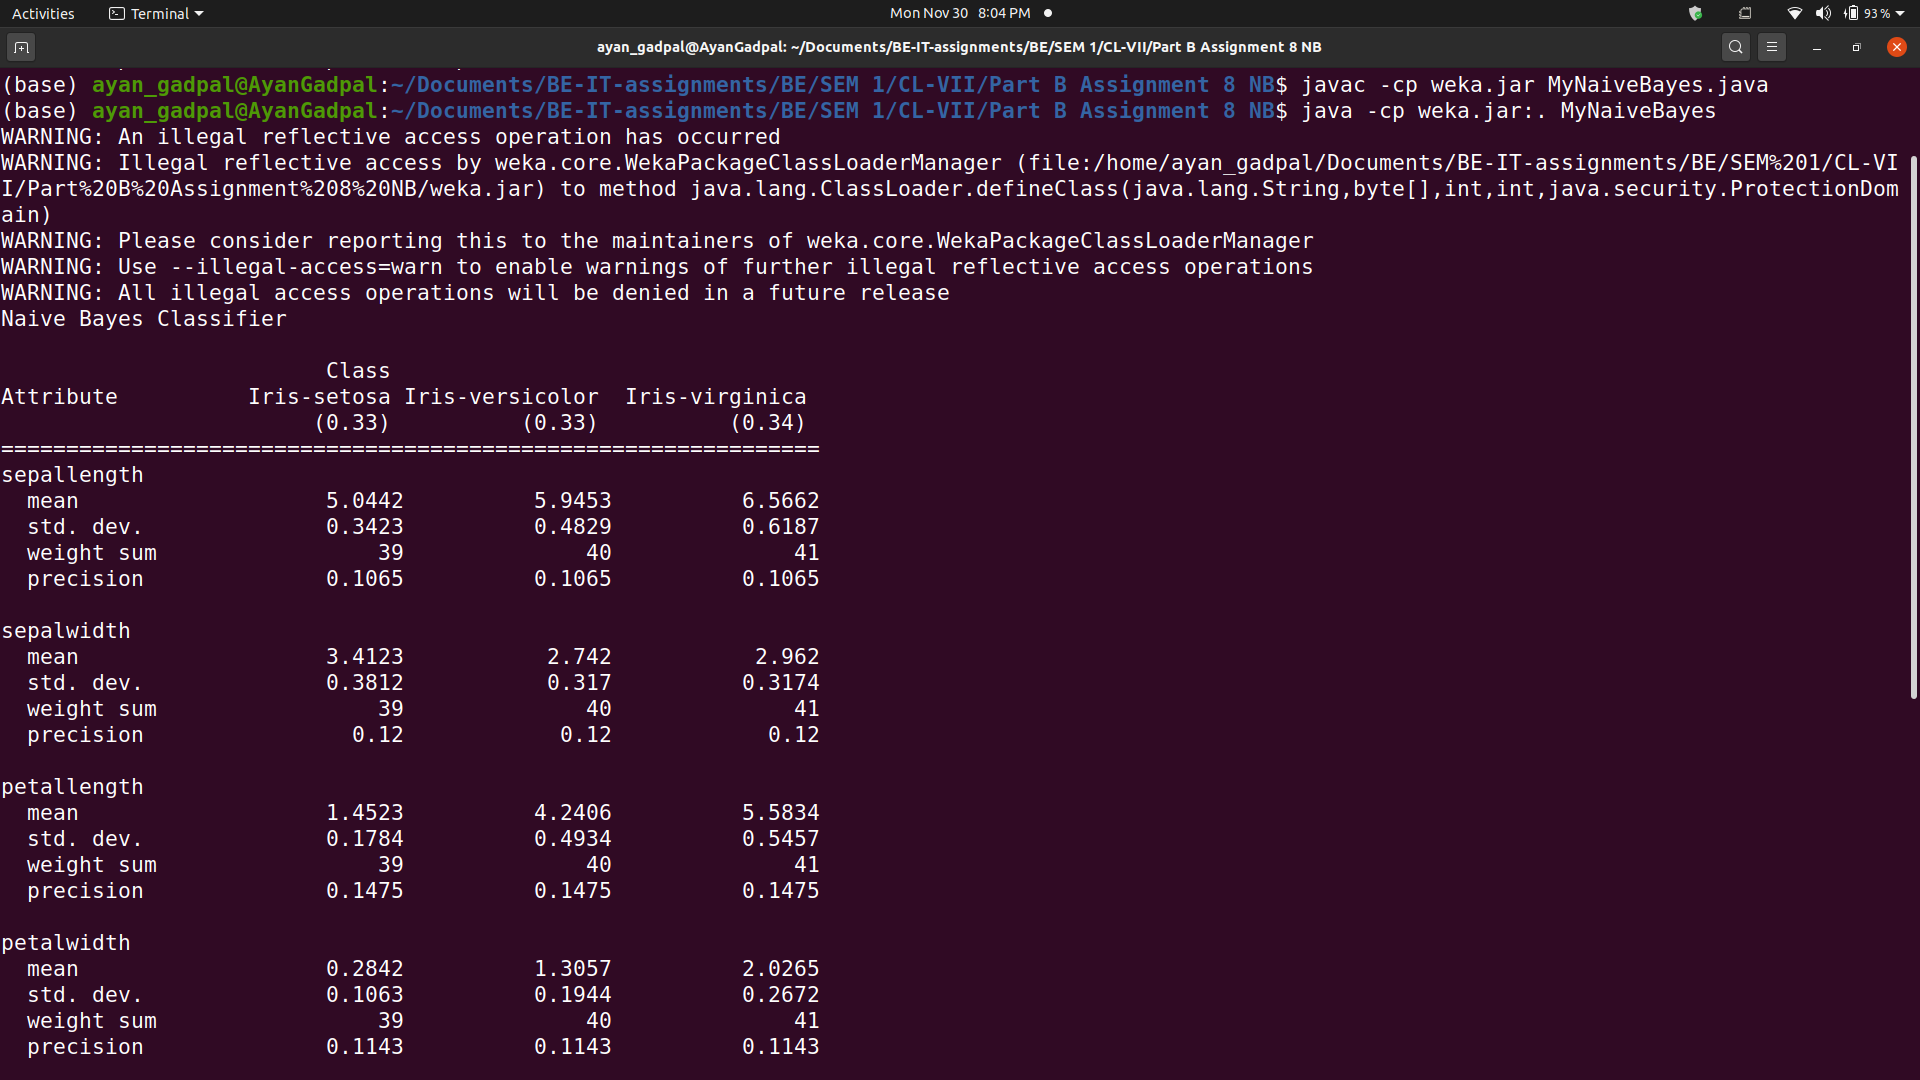 Activities Terminal Mon Nov 30 8:04 PM 93 %
ayan_gadpal@AyanGadpal: ~/Documents/BE-IT-assignments/BE/SEM 1/CL-VII/Part B Assignment 8 NB
(base) ayan_gadpal@AyanGadpal:~/Documents/BE-IT-assignments/BE/SEM 1/CL-VII/Part B Assignment 8 NB$ javac -cp weka.jar MyNaiveBayes.java
(base) ayan_gadpal@AyanGadpal:~/Documents/BE-IT-assignments/BE/SEM 1/CL-VII/Part B Assignment 8 NB$ java -cp weka.jar:. MyNaiveBayes
WARNING: An illegal reflective access operation has occurred
WARNING: Illegal reflective access by weka.core.WekaPackageClassLoaderManager (file:/home/ayan_gadpal/Documents/BE-IT-assignments/BE/SEM%201/CL-VI
I/Part%20B%20Assignment%208%20NB/weka.jar) to method java.lang.ClassLoader.defineClass(java.lang.String,byte[],int,int,java.security.ProtectionDom
ain)
WARNING: Please consider reporting this to the maintainers of weka.core.WekaPackageClassLoaderManager
WARNING: Use --illegal-access=warn to enable warnings of further illegal reflective access operations
WARNING: All illegal access operations will be denied in a future release
Naive Bayes Classifier
Class
Attribute Iris-setosa Iris-versicolor Iris-virginica
(0.33) (0.33) (0.34)
===============================================================
sepallength
mean 5.0442 5.9453 6.5662
std. dev. 0.3423 0.4829 0.6187
weight sum 39 40 41
precision 0.1065 0.1065 0.1065
sepalwidth
mean 3.4123 2.742 2.962
std. dev. 0.3812 0.317 0.3174
weight sum 39 40 41
precision 0.12 0.12 0.12
petallength
mean 1.4523 4.2406 5.5834
std. dev. 0.1784 0.4934 0.5457
weight sum 39 40 41
precision 0.1475 0.1475 0.1475
petalwidth
mean 0.2842 1.3057 2.0265
std. dev. 0.1063 0.1944 0.2672
weight sum 39 40 41
precision 0.1143 0.1143 0.1143